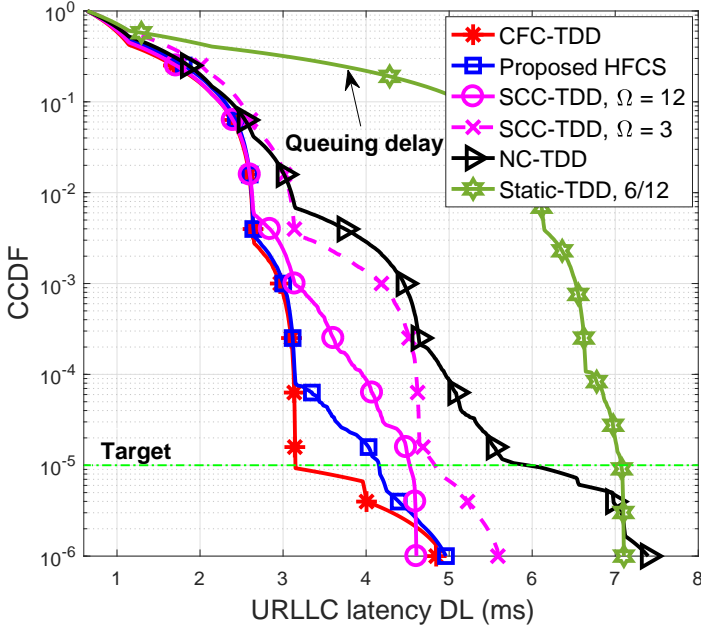 CFC-TDD
Proposed HFCS
SCC-TDD, Ω = 12
SCC-TDD, Ω = 3
NC-TDD
Static-TDD, 6/12
Queuing delay
Target
CCDF
10^0
10^-1
10^-2
10^-3
10^-4
10^-5
10^-6
1 2 3 4 5 6 7 8
URLLC latency DL (ms)